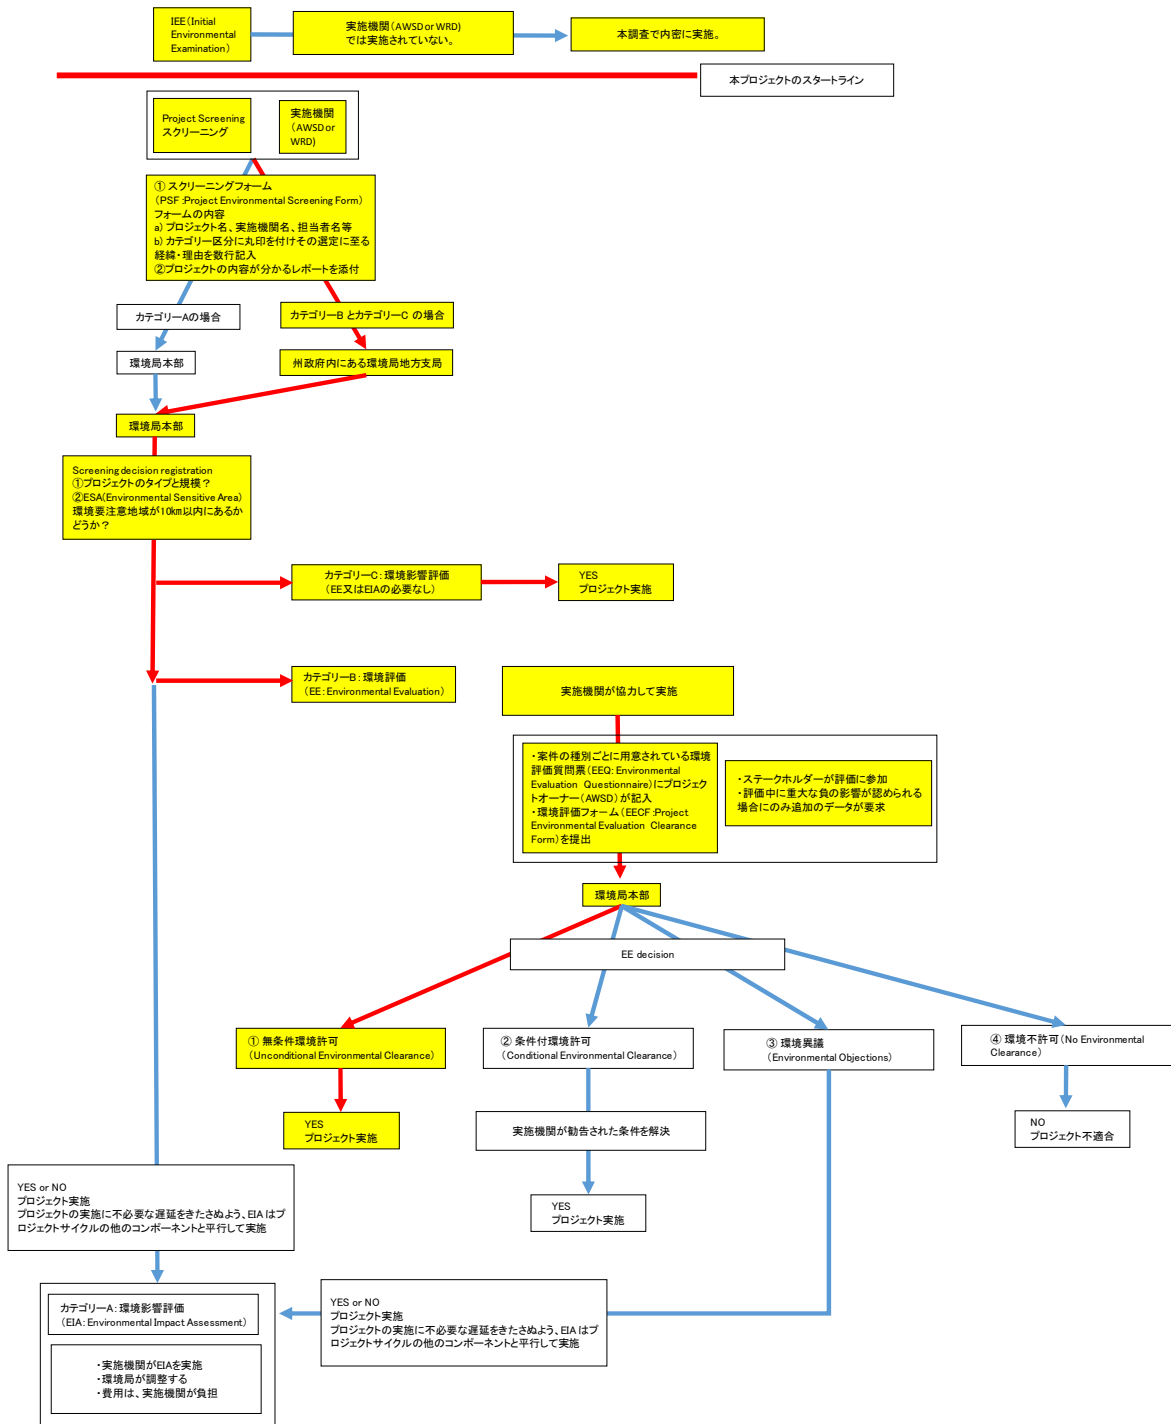 IEE(Initial
Environmental
Examination)
実施機関(AWSD or WRD)
では実施されていない。
本調査で内密に実施。
本プロジェクトのスタートライン
Project Screening
スクリーニング
実施機関
(AWSD or
WRD)
① スクリーニングフォーム
(PSF:Project Environmental Screening Form)
フォームの内容
a) プロジェクト名、実施機関名、担当者名等
b) カテゴリー区分に丸印を付けその選定に至る
経緯・理由を数行記入
②プロジェクトの内容が分かるレポートを添付
カテゴリーAの場合
カテゴリーB とカテゴリーC の場合
環境局本部
州政府内にある環境局地方支局
環境局本部
Screening decision registration
①プロジェクトのタイプと規模?
②ESA(Environmental Sensitive Area)
環境要注意地域が10km以内にあるか
どうか?
カテゴリーC:環境影響評価
(EE又はEIAの必要なし)
YES
プロジェクト実施
カテゴリーB:環境評価
(EE:Environmental Evaluation)
実施機関が協力して実施
・案件の種別ごとに用意されている環境
評価質問票(EEQ:Environmental
Evaluation Questionnaire)にプロジェク
トオーナー(AWSD)が記入
・環境評価フォーム(EECF:Project
Environmental Evaluation Clearance
Form)を提出
・ステークホルダーが評価に参加
・評価中に重大な負の影響が認められる
場合にのみ追加のデータが要求
環境局本部
EE decision
① 無条件環境許可
(Unconditional Environmental Clearance)
② 条件付環境許可
(Conditional Environmental Clearance)
③ 環境異議
(Environmental Objections)
④ 環境不許可(No Environmental
Clearance)
YES
プロジェクト実施
実施機関が勧告された条件を解決
NO
プロジェクト不適合
YES
プロジェクト実施
YES or NO
プロジェクト実施
プロジェクトの実施に不必要な遅延をきたさぬよう、EIA はプ
ロジェクトサイクルの他のコンポーネントと平行して実施
カテゴリーA:環境影響評価
(EIA:Environmental Impact Assessment)
・実施機関がEIAを実施
・環境局が調整する
・費用は、実施機関が負担
YES or NO
プロジェクト実施
プロジェクトの実施に不必要な遅延をきたさぬよう、EIA はプ
ロジェクトサイクルの他のコンポーネントと平行して実施